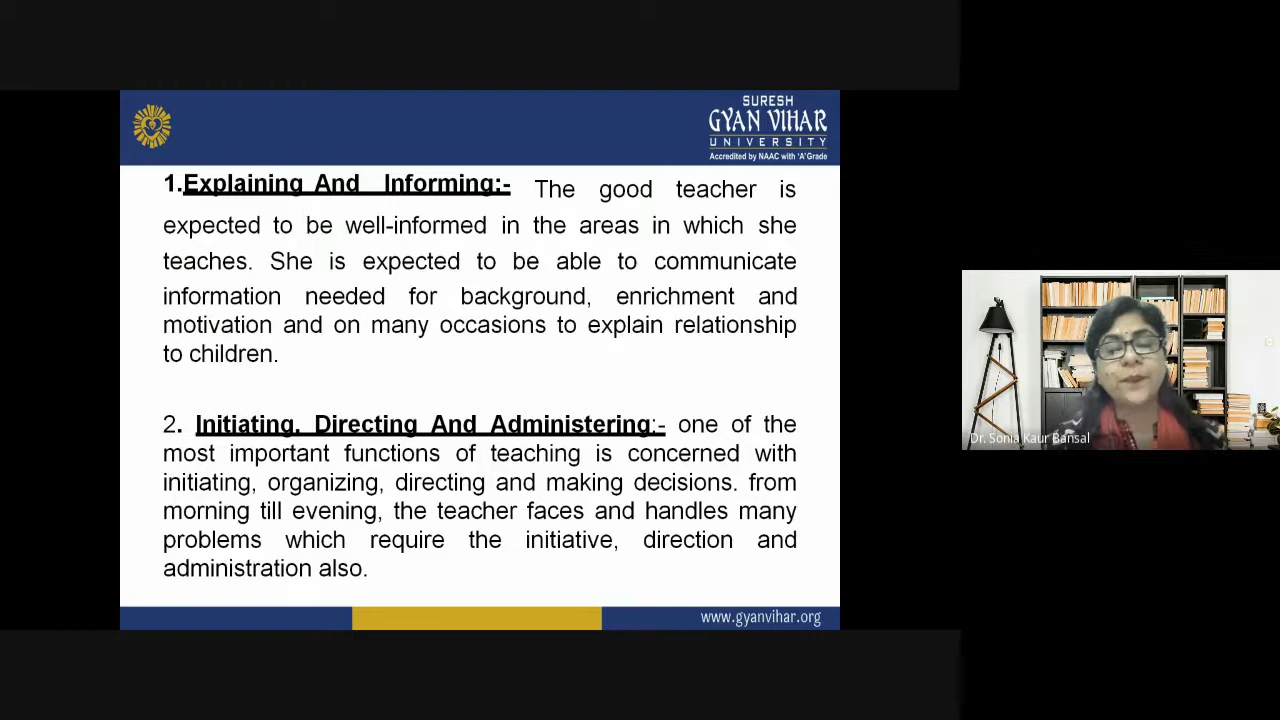 SURESH
GYAN VIHAR
UNIVERSITY
Accredited by NAAC with 'A' Grade
1.Explaining And Informing:- The good teacher is
expected to be well-informed in the areas in which she
teaches. She is expected to be able to communicate
information needed for background, enrichment and
motivation and on many occasions to explain relationship
to children.
2. Initiating, Directing And Administering:- one of the
most important functions of teaching is concerned with
initiating, organizing, directing and making decisions. from
morning till evening, the teacher faces and handles many
problems which require the initiative, direction and
administration also.
www.gyanvihar.org
Dr. Sonia Kaur Bansal